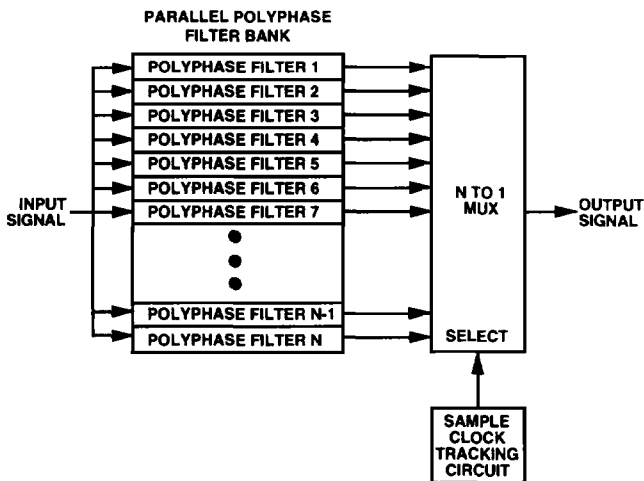 PARALLEL POLYPHASE
FILTER BANK
POLYPHASE FILTER 1
POLYPHASE FILTER 2
POLYPHASE FILTER 3
POLYPHASE FILTER 4
POLYPHASE FILTER 5
POLYPHASE FILTER 6
POLYPHASE FILTER 7
POLYPHASE FILTER N-1
POLYPHASE FILTER N
INPUT
SIGNAL
N TO 1
MUX
SELECT
OUTPUT
SIGNAL
SAMPLE
CLOCK
TRACKING
CIRCUIT